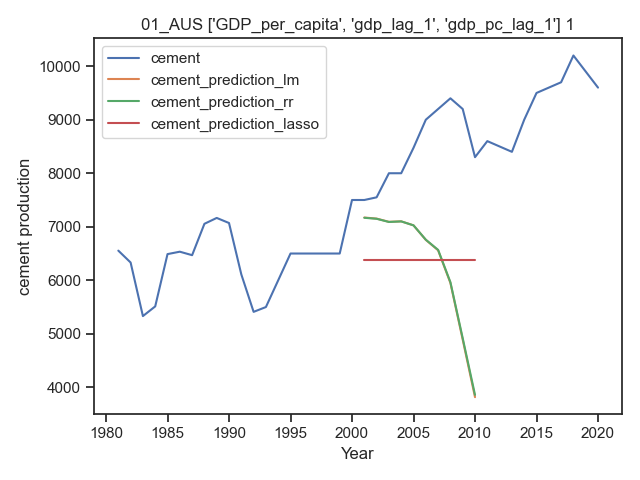 01_AUS ['GDP_per_capita', 'gdp_lag_1', 'gdp_pc_lag_1'] 1
cement
cement_prediction_lm
cement_prediction_rr
cement_prediction_lasso
cement production
10000
9000
8000
7000
6000
5000
4000
1980 1985 1990 1995 2000 2005 2010 2015 2020
Year